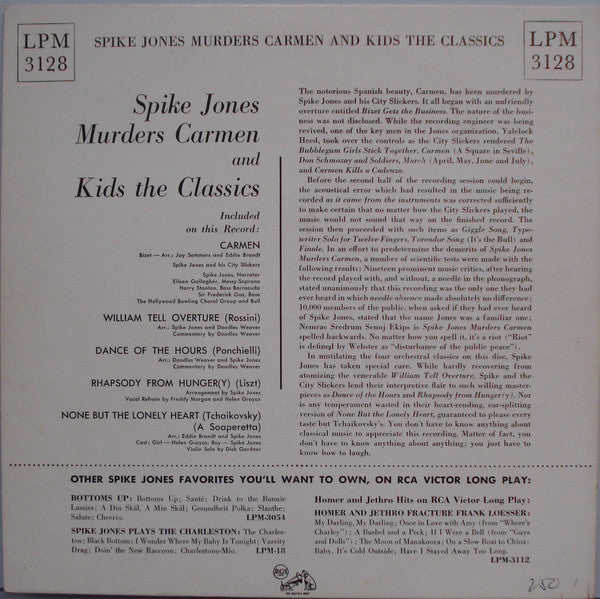 LPM
3128
SPIKE JONES MURDERS CARMEN AND KIDS THE CLASSICS
LPM
3128
Spike Jones
Murders Carmen
and
Kids the Classics
Included
on this Record:
CARMEN
Bizet — Arr.: Jay Sommers and Eddie Brandt
Spike Jones and his City Slickers
Spike Jones, Narrator
Eileen Gallagher, Messy-Soprano
Harry Stanton, Bass Barracuda
Sir Frederick Gas, Base
The Hollywood Bowling Choral Group and Bull
WILLIAM TELL OVERTURE (Rossini)
Arr.: Spike Jones and Doodles Weaver
Commentary by Doodles Weaver
DANCE OF THE HOURS (Ponchielli)
Arr.: Doodles Weaver and Spike Jones
Commentary by Doodles Weaver
RHAPSODY FROM HUNGER(Y) (Liszt)
Arrangement by Spike Jones
Vocal Refrain by Freddy Morgan and Helen Grayco
NONE BUT THE LONELY HEART (Tchaikovsky)
(A Soaperetta)
Arr.: Eddie Brandt and Spike Jones
Cast: Girl — Helen Grayco; Boy — Spike Jones
Violin Solo by Dick Gardner
The notorious Spanish beauty, Carmen, has been murdered by
Spike Jones and his City Slickers. It all began with an unfriendly
overture entitled Bizet Gets the Business. The nature of the busi-
ness was not disclosed. While the recording engineer was being
revived, one of the key men in the Jones organization, Yalelock
Heed, took over the controls as the City Slickers rendered The
Bubblegum Girls Stick Together, Carmen (A Square in Seville),
Don Schmozay and Soldiers, March (April, May, June and July),
and Carmen Kills a Cadenza.
Before the second half of the recording session could begin,
the acoustical error which had resulted in the music being rec-
orded as it came from the instruments was corrected sufficiently
to make certain that no matter how the City Slickers played, the
music would not sound that way on the finished record. The
session then proceeded with such items as Giggle Song, Type-
writer Solo for Twelve Fingers, Toreador Song (It's the Bull) and
Finale. In an effort to predetermine the demerits of Spike Jones
Murders Carmen, a number of scientific tests were made with the
following results: Nineteen prominent music critics, after hearing
the record played with, and without, a needle in the phonograph,
stated unanimously that this recording was the only one they had
ever heard in which needle absence made absolutely no difference;
10,000 members of the public, when asked if they had ever heard
of Spike Jones, stated that the name Jones was a familiar one;
Nemrac Sredrum Senoj Ekips is Spike Jones Murders Carmen
spelled backwards. No matter how you spell it, it's a riot ("Riot"
is defined by Webster as "disturbance of the public peace").
In mutilating the four orchestral classics on this disc, Spike
Jones has taken special care. While hardly recovering from
atomizing the venerable William Tell Overture, Spike and the
City Slickers lend their interpretive flair to such willing master-
pieces as Dance of the Hours and Rhapsody from Hunger(y). Nor
is any temperament wasted in their heart-rending, ear-splitting
version of None But the Lonely Heart, guaranteed to please every
taste but Tchaikovsky's. You don't have to know anything about
classical music to appreciate this recording. Matter of fact, you
don't have to know anything about anything; you just have to
know how to laugh.
OTHER SPIKE JONES FAVORITES YOU'LL WANT TO OWN, ON RCA VICTOR LONG PLAY:
BOTTOMS UP: Bottoms Up; Santé; Drink to the Bonnie
Lassies; A Din Skål, A Min Skål; Gesundheit Polka; Slanthe;
Salute; Cheerio.
LPM-3054
SPIKE JONES PLAYS THE CHARLESTON: The Charles-
ton; Black Bottom; I Wonder Where My Baby Is Tonight; Varsity
Drag; Doin' the New Raccoon; Charlestono-Mio.
LPM-18
Homer and Jethro Hits on RCA Victor Long Play:
HOMER AND JETHRO FRACTURE FRANK LOESSER:
My Darling, My Darling; Once in Love with Amy (from "Where's
Charley"); A Bushel and a Peck; If I Were a Bell (from "Guys
and Dolls"); The Moon of Manakoora; On a Slow Boat to China;
Baby, It's Cold Outside; Have I Stayed Away Too Long.
LPM-3112
RCA
"HIS MASTER'S VOICE"
250